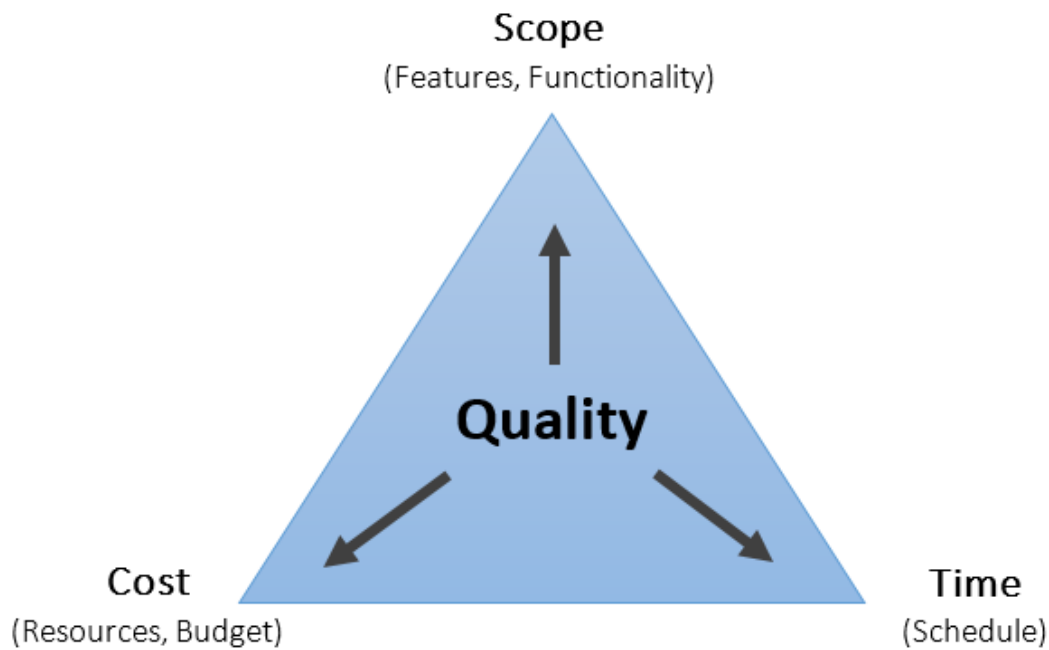 Scope
(Features, Functionality)
Quality
Cost
(Resources, Budget)
Time
(Schedule)